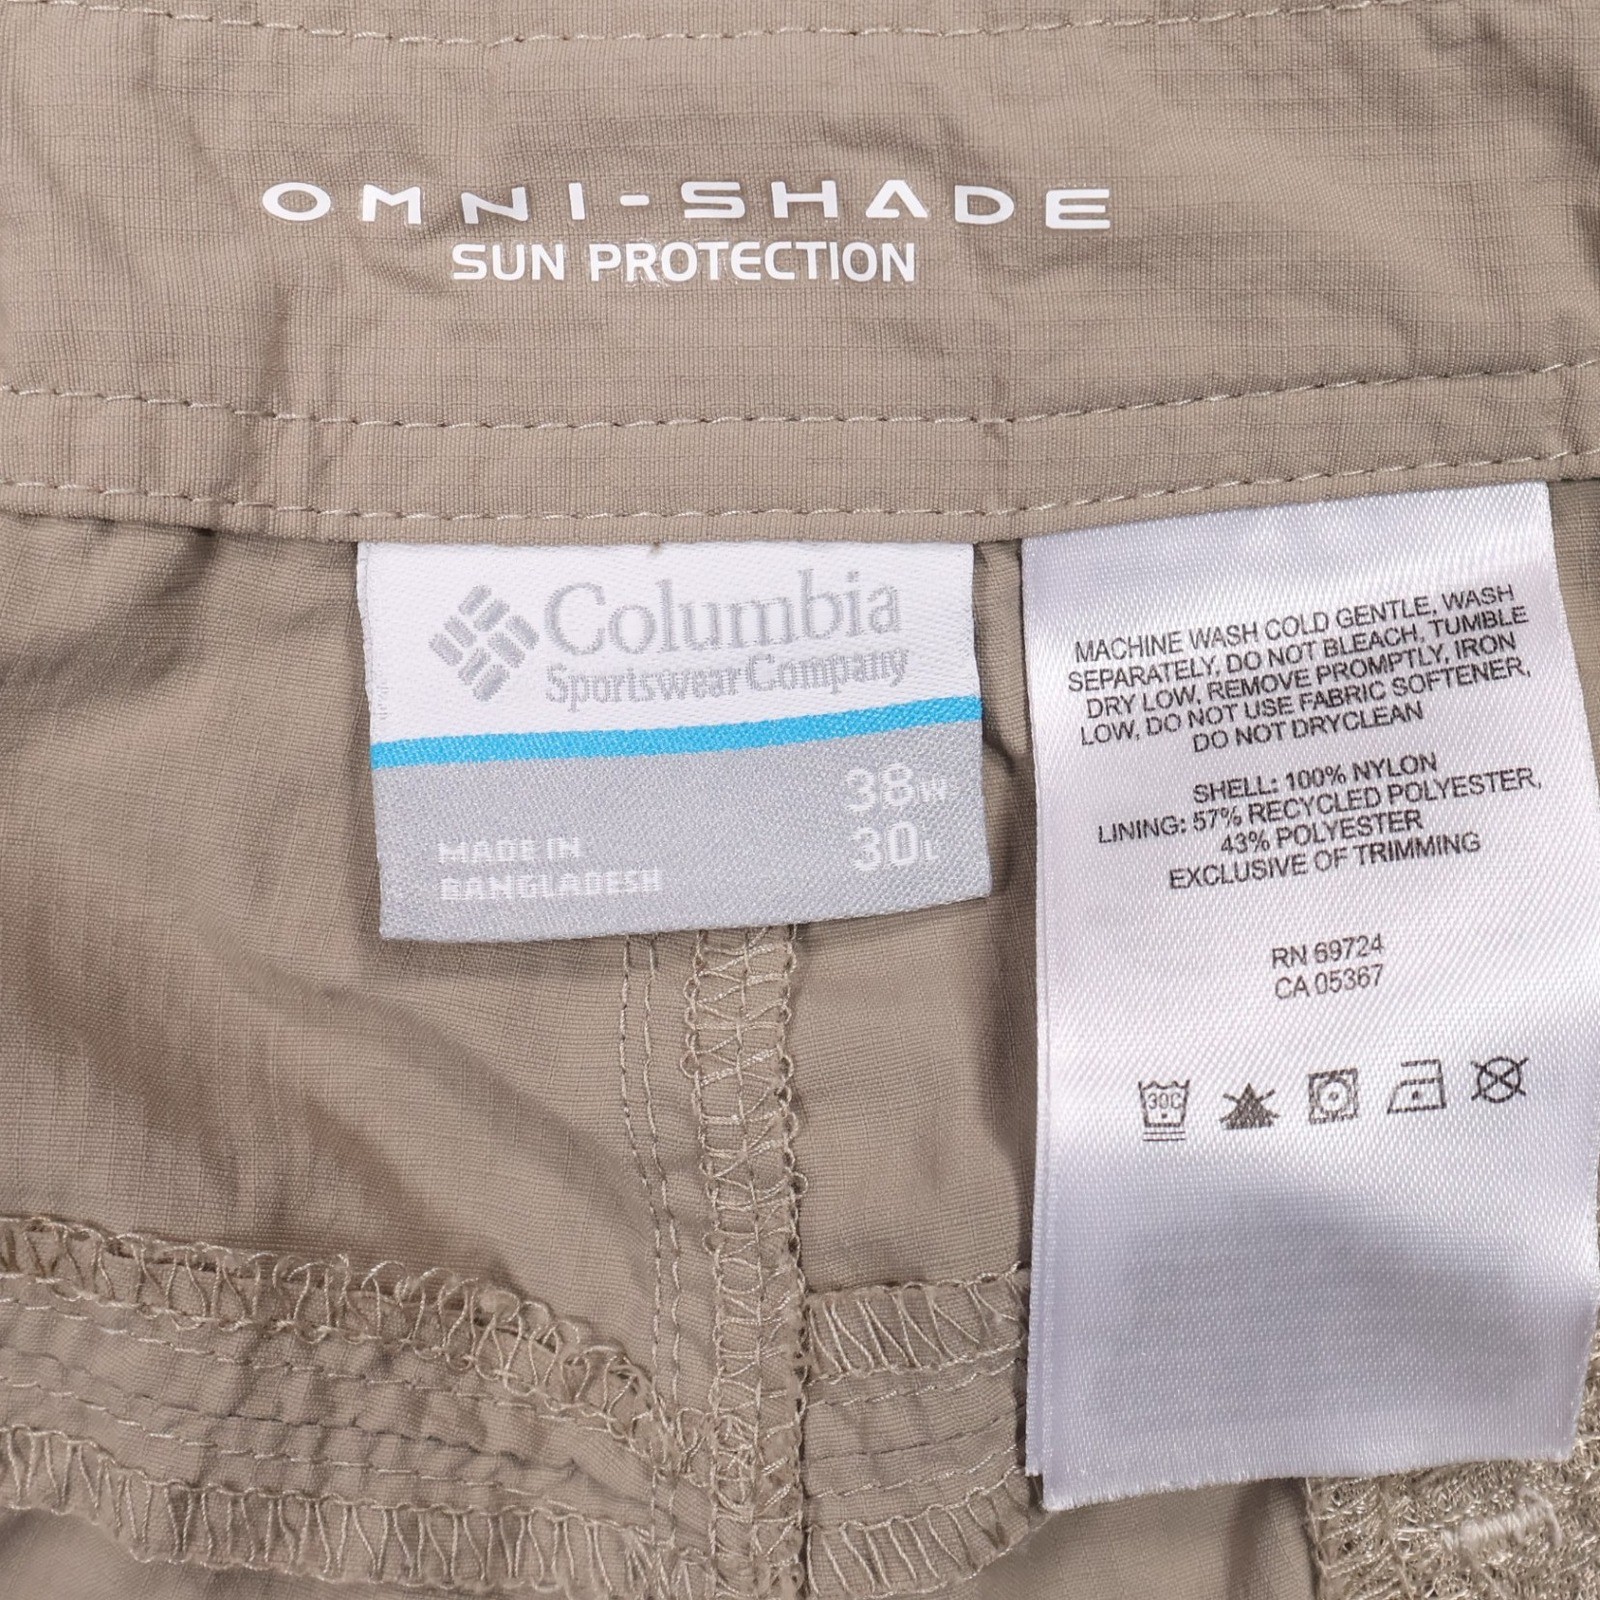 OMNI-SHADE
SUN PROTECTION
Columbia
Sportswear Company
38W
30L
MADE IN
BANGLADESH
MACHINE WASH COLD GENTLE, WASH
SEPARATELY, DO NOT BLEACH, TUMBLE
DRY LOW, REMOVE PROMPTLY, IRON
LOW, DO NOT USE FABRIC SOFTENER,
DO NOT DRYCLEAN
SHELL: 100% NYLON
LINING: 57% RECYCLED POLYESTER,
43% POLYESTER
EXCLUSIVE OF TRIMMING
RN 69724
CA 05367
30C